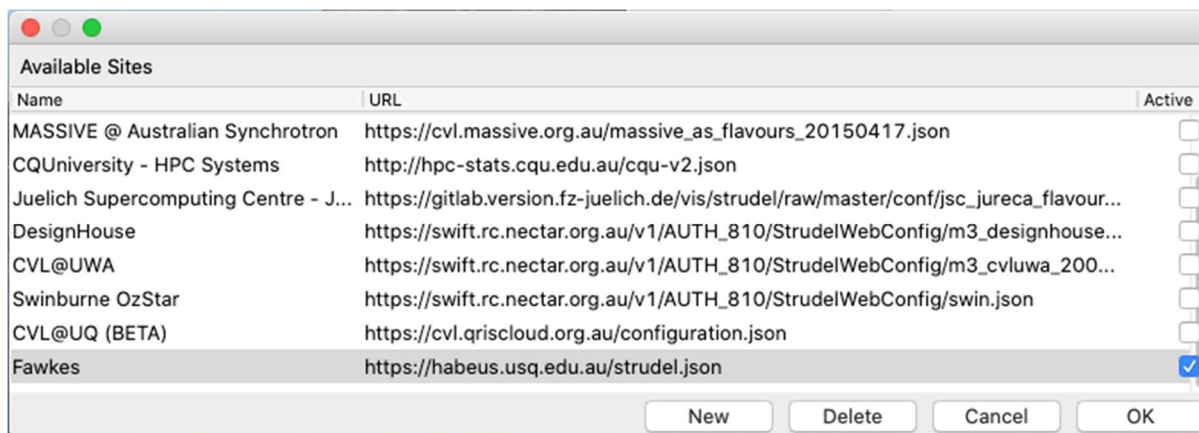 Available Sites
Name URL Active
MASSIVE @ Australian Synchrotron https://cvl.massive.org.au/massive_as_flavours_20150417.json
CQUniversity - HPC Systems http://hpc-stats.cqu.edu.au/cqu-v2.json
Juelich Supercomputing Centre - J... https://gitlab.version.fz-juelich.de/vis/strudel/raw/master/conf/jsc_jureca_flavour...
DesignHouse https://swift.rc.nectar.org.au/v1/AUTH_810/StrudelWebConfig/m3_designhouse...
CVL@UWA https://swift.rc.nectar.org.au/v1/AUTH_810/StrudelWebConfig/m3_cvluwa_200...
Swinburne OzStar https://swift.rc.nectar.org.au/v1/AUTH_810/StrudelWebConfig/swin.json
CVL@UQ (BETA) https://cvl.qriscloud.org.au/configuration.json
Fawkes https://habeus.usq.edu.au/strudel.json
New Delete Cancel OK